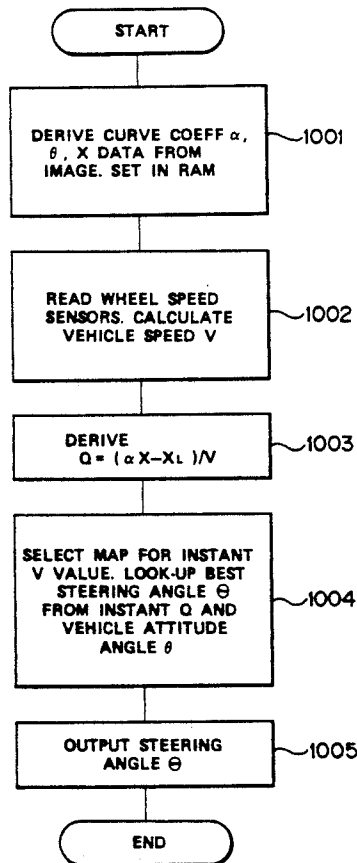 START
DERIVE CURVE COEFF α,
θ, X DATA FROM
IMAGE. SET IN RAM
1001
READ WHEEL SPEED
SENSORS. CALCULATE
VEHICLE SPEED V
1002
DERIVE
Q = (αX-XL)/V
1003
SELECT MAP FOR INSTANT
V VALUE. LOOK-UP BEST
STEERING ANGLE Θ
FROM INSTANT Q AND
VEHICLE ATTITUDE
ANGLE θ
1004
OUTPUT STEERING
ANGLE Θ
1005
END